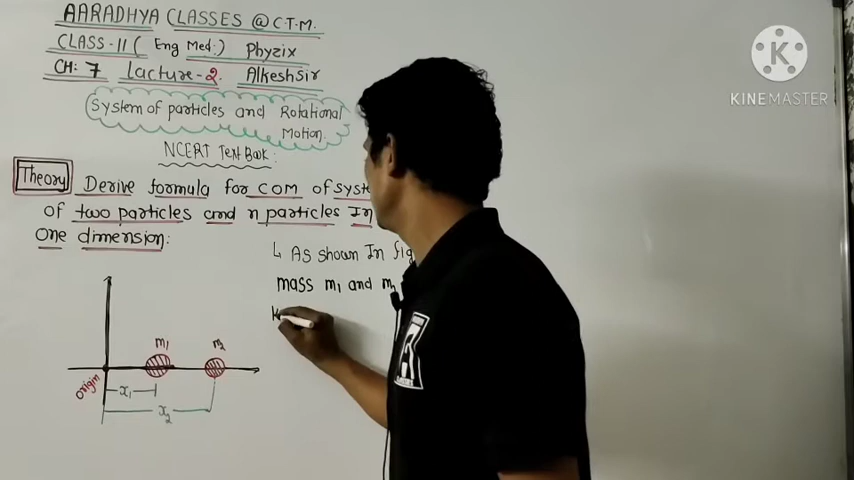 AARADHYA CLASSES @ C.T.M.
CLASS-11 ( Eng Med:) Phyzix
CH: 7 Lacture-2. Alkeshsir
System of particles and Rotational
Motion.
NCERT Text Book:
Theory Derive formula for COM of syst
of two particles and n particles In
One dimension:
↳ As shown In fig
mass m1 and m2
m1
m2
origin
x1
x2
K
KINEMASTER